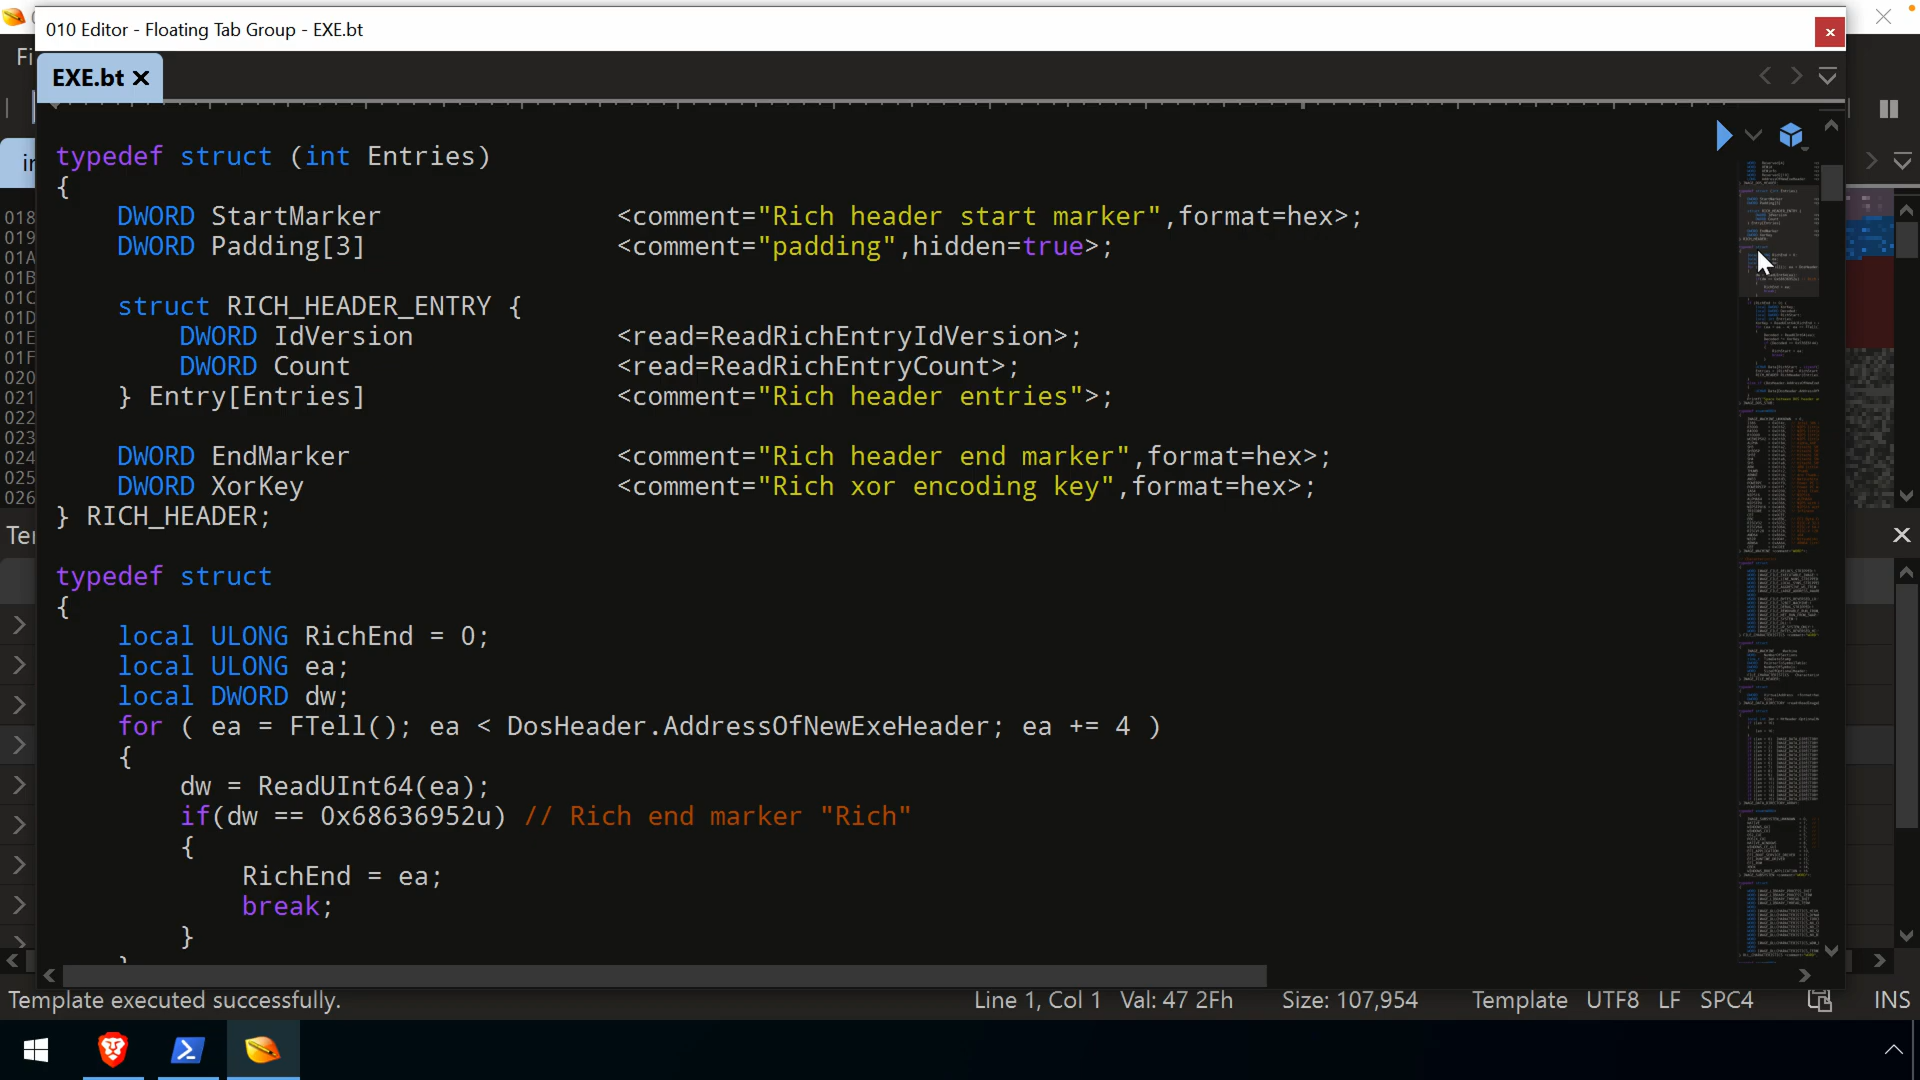 010 Editor - Floating Tab Group - EXE.bt
Fi
EXE.bt
typedef struct (int Entries)
{
DWORD StartMarker <comment="Rich header start marker",format=hex>;
DWORD Padding[3] <comment="padding",hidden=true>;
struct RICH_HEADER_ENTRY {
DWORD IdVersion <read=ReadRichEntryIdVersion>;
DWORD Count <read=ReadRichEntryCount>;
} Entry[Entries] <comment="Rich header entries">;
DWORD EndMarker <comment="Rich header end marker",format=hex>;
DWORD XorKey <comment="Rich xor encoding key",format=hex>;
} RICH_HEADER;
typedef struct
{
local ULONG RichEnd = 0;
local ULONG ea;
local DWORD dw;
for ( ea = FTell(); ea < DosHeader.AddressOfNewExeHeader; ea += 4 )
{
dw = ReadUInt64(ea);
if(dw == 0x68636952u) // Rich end marker "Rich"
{
RichEnd = ea;
break;
}
018
019
01A
01B
01C
01D
01E
01F
020
021
022
023
024
025
026
Ter
Template executed successfully.
Line 1, Col 1 Val: 47 2Fh Size: 107,954 Template UTF8 LF SPC4 INS